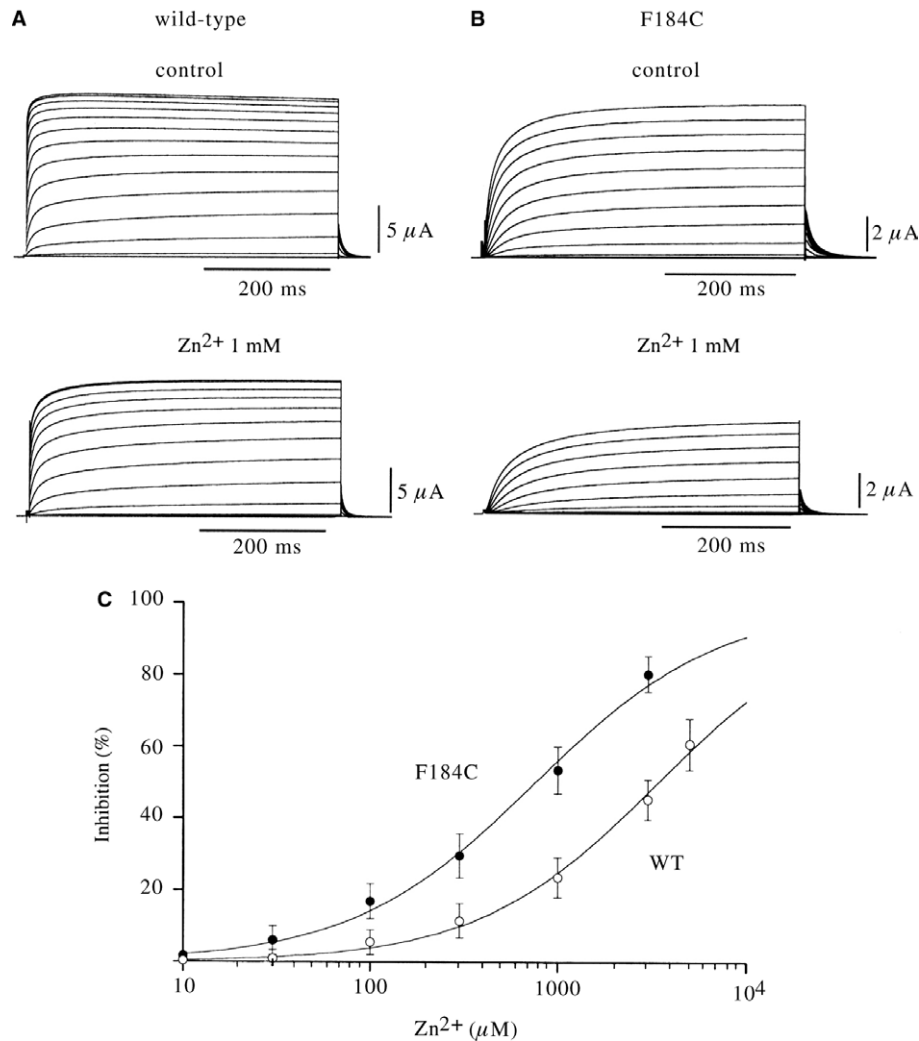 A
wild-type
control
5 μA
200 ms
Zn2+ 1 mM
5 μA
200 ms
B
F184C
control
2 μA
200 ms
Zn2+ 1 mM
2 μA
200 ms
C
100
80
60
40
20
Inhibition (%)
F184C
WT
10
100
1000
10⁴
Zn2+ (μM)